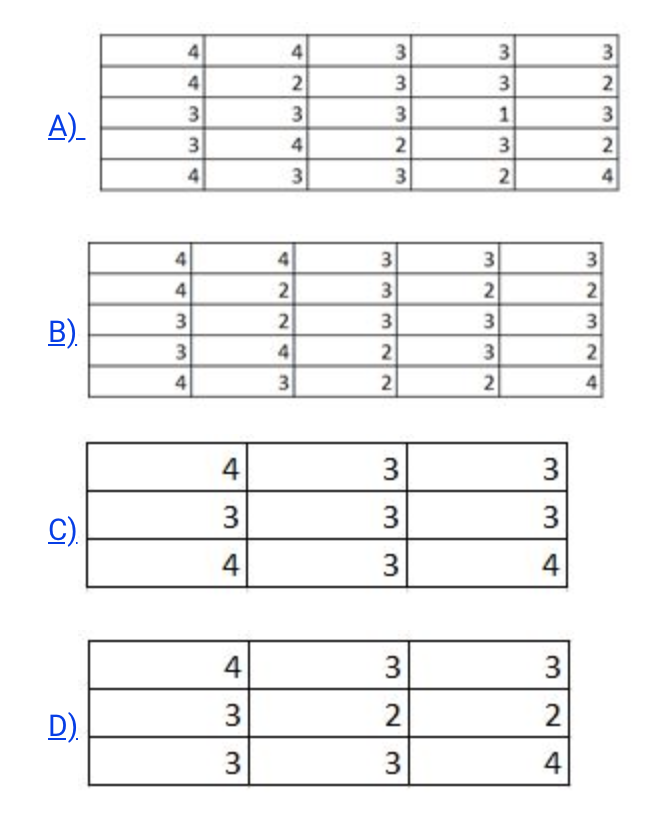 4 4 3 3 3
4 2 3 3 2
A) 3 3 3 1 3
3 4 2 3 2
4 3 3 2 4
4 4 3 3 3
4 2 3 2 2
B) 3 2 3 3 3
3 4 2 3 2
4 3 2 2 4
4 3 3
C) 3 3 3
4 3 4
4 3 3
D) 3 2 2
3 3 4